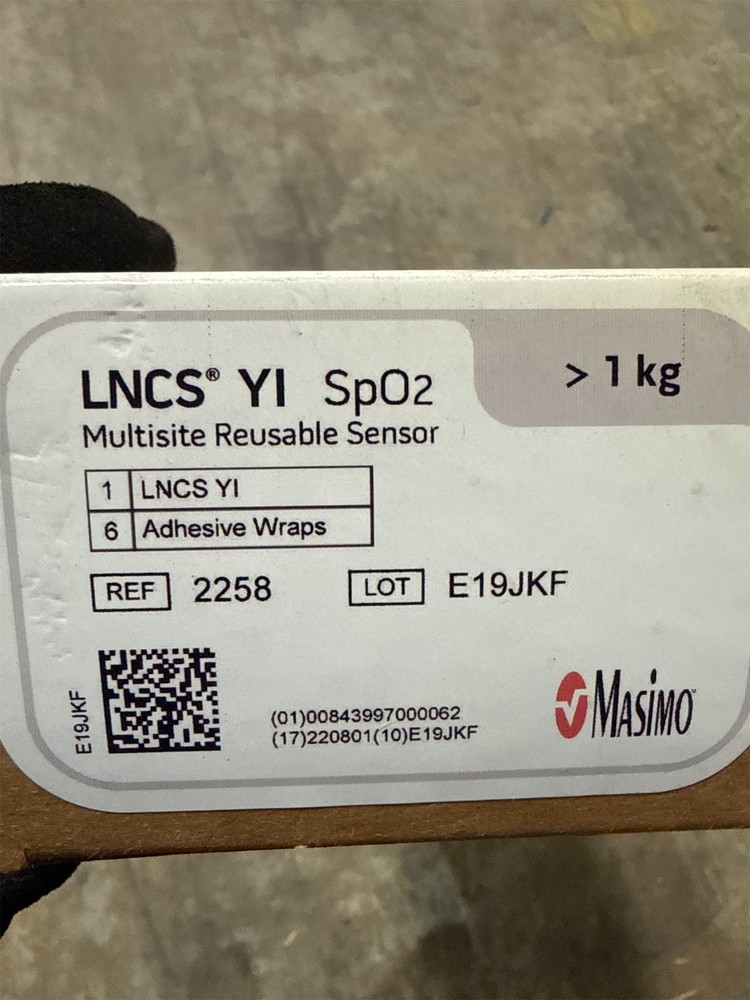 LNCS® YI SpO2
> 1 kg
Multisite Reusable Sensor
1 LNCS YI
6 Adhesive Wraps
REF 2258 LOT E19JKF
E19JKF
(01)00843997000062
(17)220801(10)E19JKF
MASiMO™